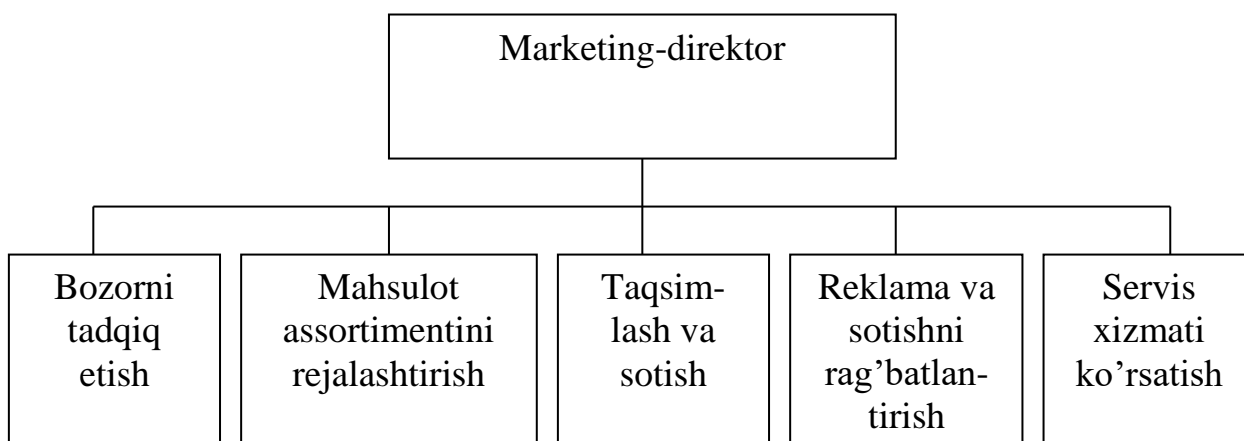 Marketing-direktor
Bozorni
tadqiq
etish
Mahsulot
assortimentini
rejalashtirish
Taqsim-
lash va
sotish
Reklama va
sotishni
rag’batlan-
tirish
Servis
xizmati
ko’rsatish